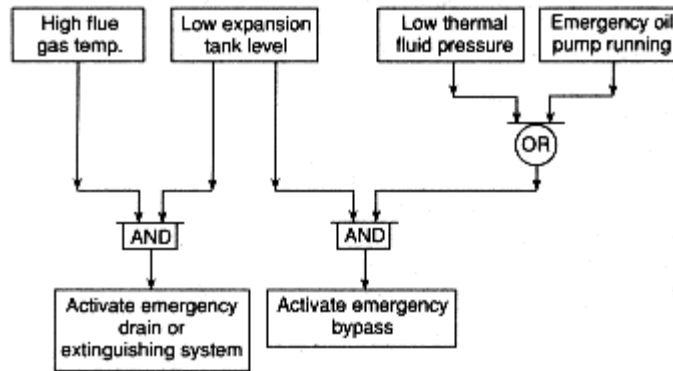 High flue
gas temp.
Low expansion
tank level
Low thermal
fluid pressure
Emergency oil
pump running
OR
AND
AND
Activate emergency
drain or
extinguishing system
Activate emergency
bypass